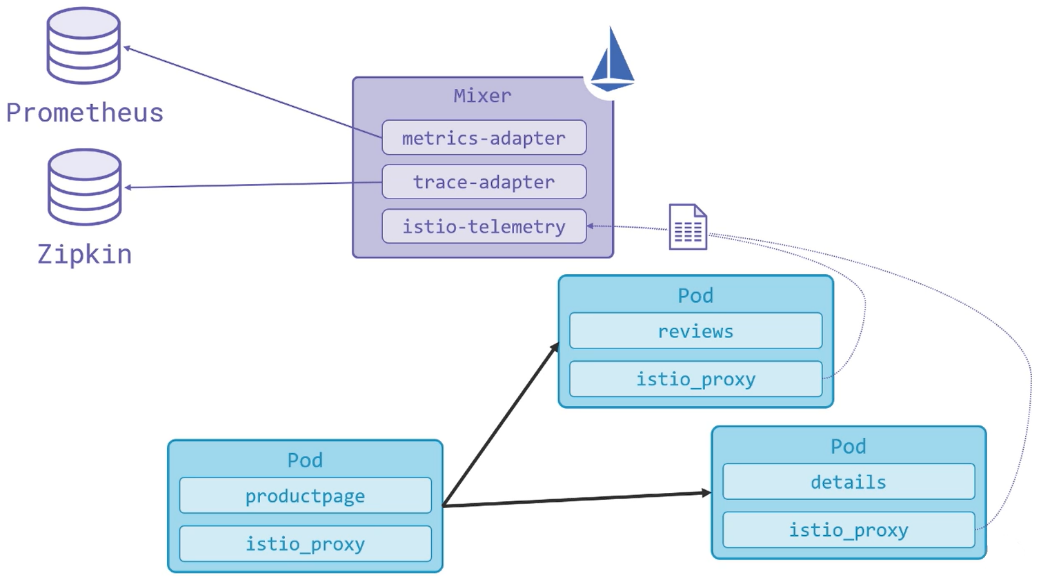 Prometheus
Zipkin
Mixer
metrics-adapter
trace-adapter
istio-telemetry
Pod
reviews
istio_proxy
Pod
productpage
istio_proxy
Pod
details
istio_proxy